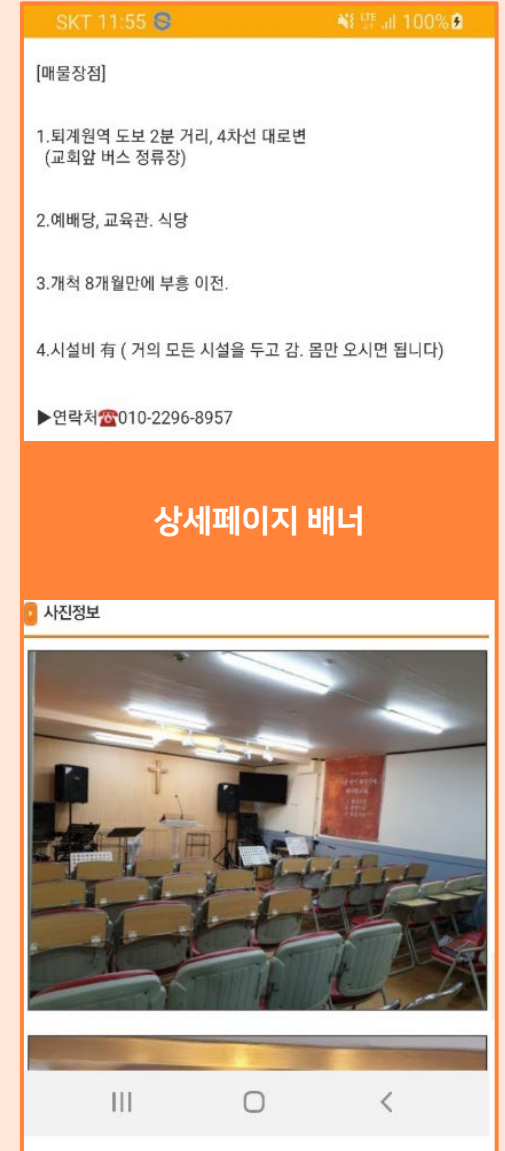 SKT 11:55
LTE
100%
[매물장점]
1.퇴계원역 도보 2분 거리, 4차선 대로변
(교회앞 버스 정류장)
2.예배당, 교육관. 식당
3.개척 8개월만에 부흥 이전.
4.시설비 有 ( 거의 모든 시설을 두고 감. 몸만 오시면 됩니다)
▶연락처☎010-2296-8957
상세페이지 배너
사진정보